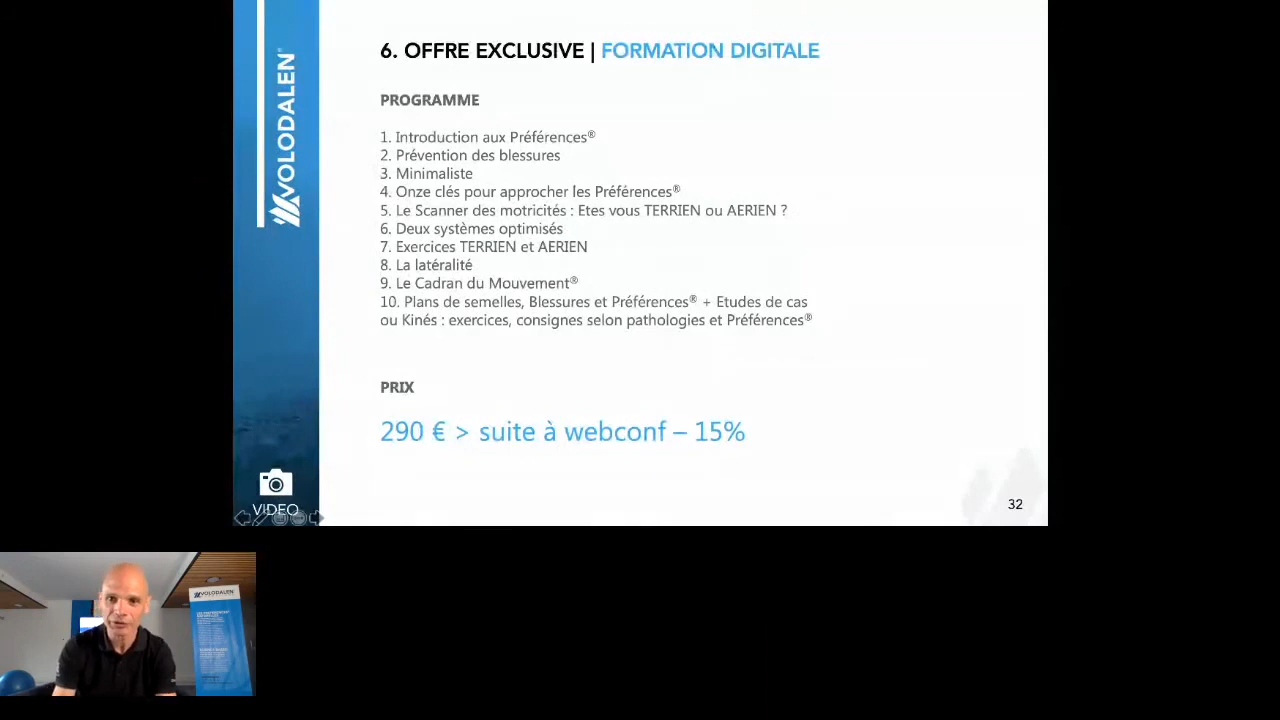 VOLODALEN®
6. OFFRE EXCLUSIVE | FORMATION DIGITALE
PROGRAMME
1. Introduction aux Préférences®
2. Prévention des blessures
3. Minimaliste
4. Onze clés pour approcher les Préférences®
5. Le Scanner des motricités : Etes vous TERRIEN ou AERIEN ?
6. Deux systèmes optimisés
7. Exercices TERRIEN et AERIEN
8. La latéralité
9. Le Cadran du Mouvement®
10. Plans de semelles, Blessures et Préférences® + Etudes de cas
ou Kinés : exercices, consignes selon pathologies et Préférences®
PRIX
290 € > suite à webconf – 15%
VIDEO
32
VOLODALEN